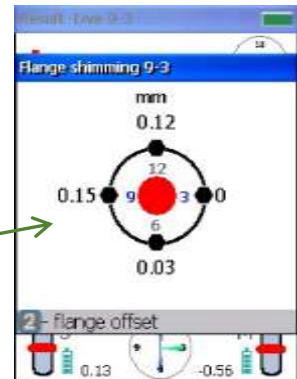 Result Live 9-3
12
Flange shimming 9-3
mm
0.12
12
0.15 9 3 0
6
0.03
2 - flange offset
0.13 -0.56